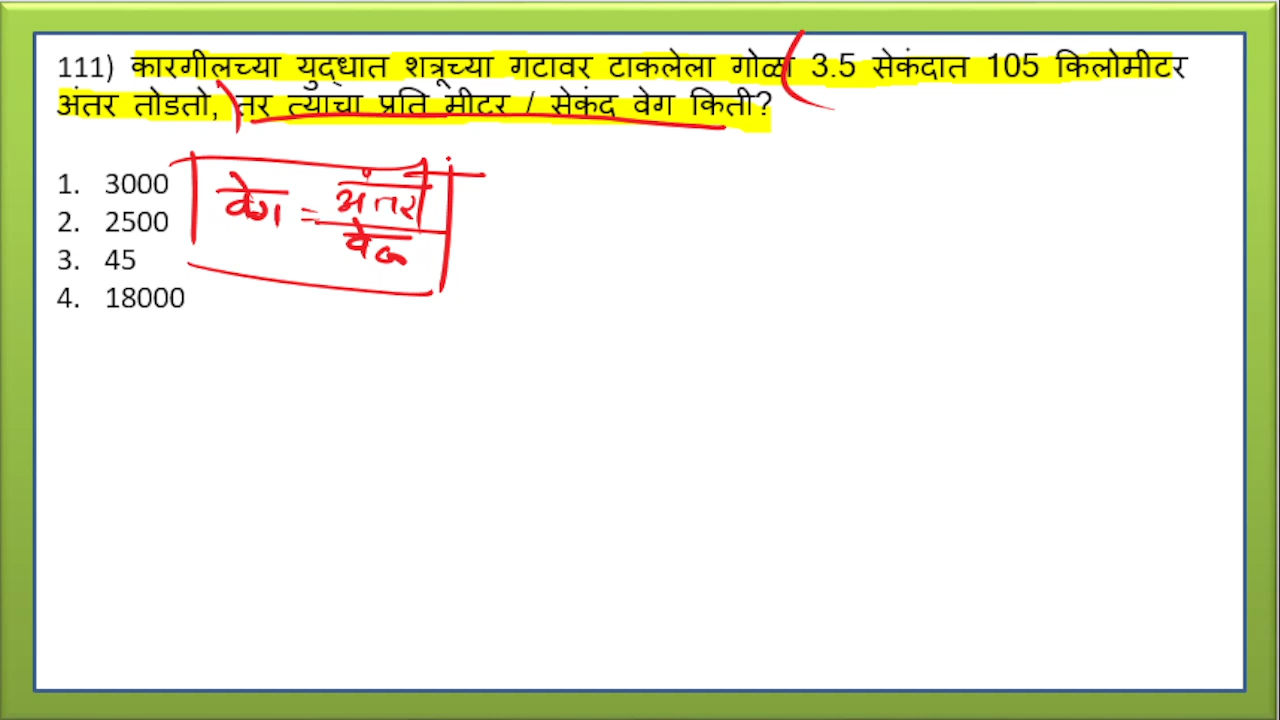 111) कारगीलच्या युद्धात शत्रूच्या गटावर टाकलेला गोळा 3.5 सेकंदात 105 किलोमीटर
अंतर तोडतो, तर त्याचा प्रति मीटर / सेकंद वेग किती?
1. 3000
2. 2500
3. 45
4. 18000
वेग = अंतर
वेळ